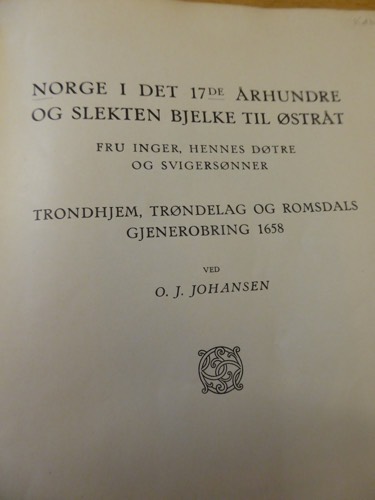 NORGE I DET 17DE ÅRHUNDRE
OG SLEKTEN BJELKE TIL ØSTRÅT
FRU INGER, HENNES DØTRE
OG SVIGERSØNNER
TRONDHJEM, TRØNDELAG OG ROMSDALS
GJENEROBRING 1658
VED
O. J. JOHANSEN